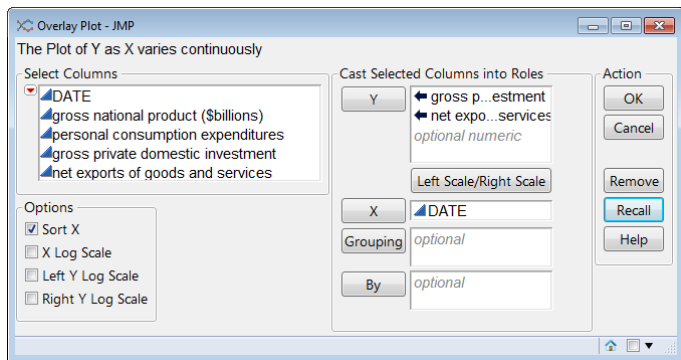 Overlay Plot - JMP
The Plot of Y as X varies continuously
Select Columns
DATE
gross national product ($billions)
personal consumption expenditures
gross private domestic investment
net exports of goods and services
Options
Sort X
X Log Scale
Left Y Log Scale
Right Y Log Scale
Cast Selected Columns into Roles
Y
gross p...estment
net expo...services
optional numeric
Left Scale/Right Scale
X
DATE
Grouping
optional
By
optional
Action
OK
Cancel
Remove
Recall
Help